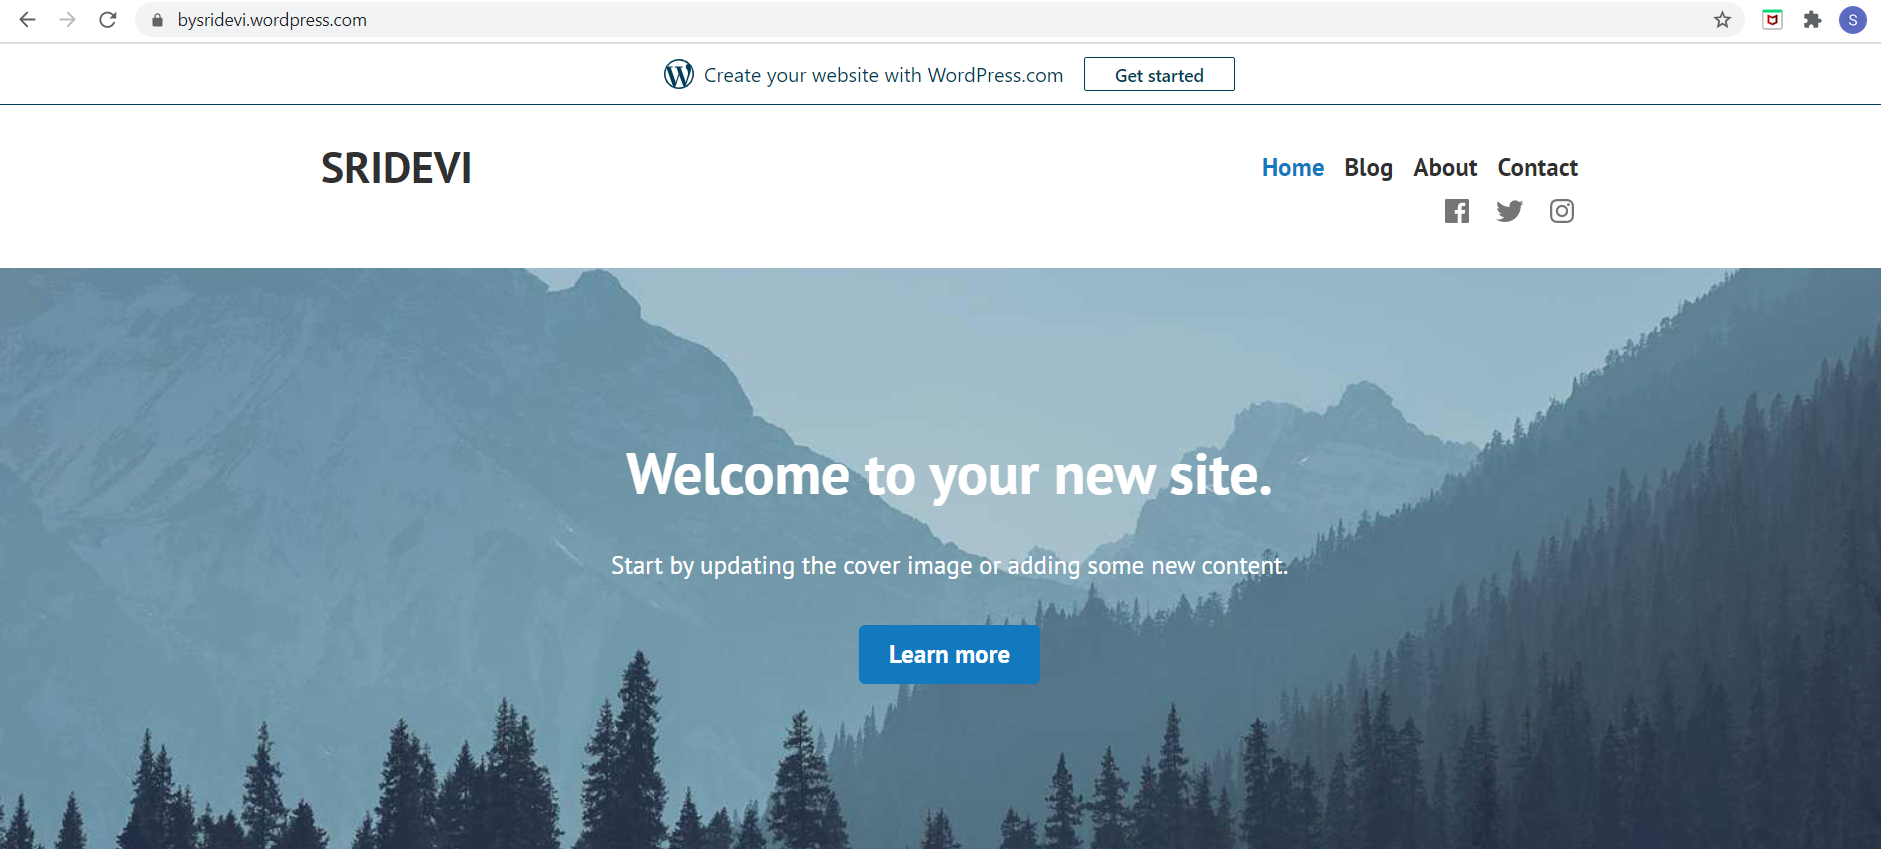 bysridevi.wordpress.com
S
Create your website with WordPress.com
Get started
SRIDEVI
Home Blog About Contact
Welcome to your new site.
Start by updating the cover image or adding some new content.
Learn more